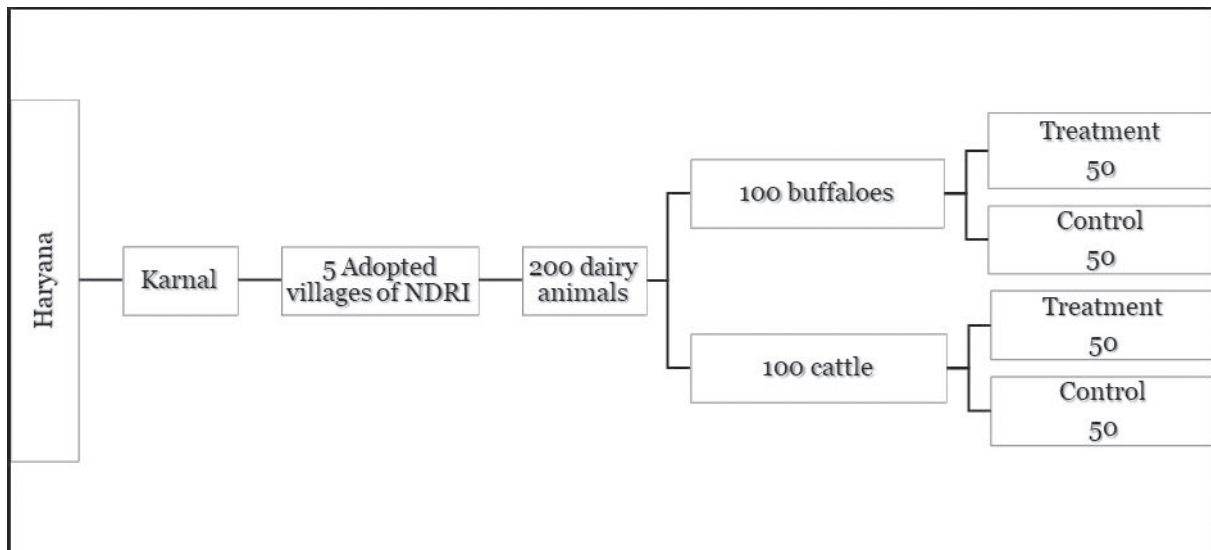 Haryana
Karnal
5 Adopted
villages of NDRI
200 dairy
animals
100 buffaloes
Treatment
50
Control
50
100 cattle
Treatment
50
Control
50